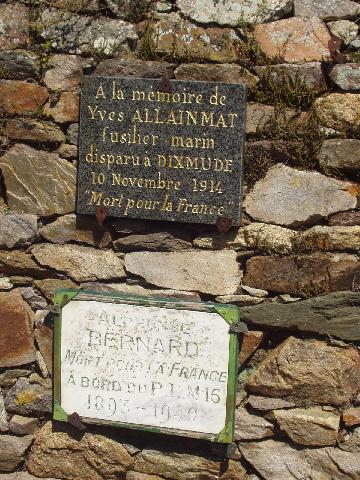 À la mémoire de
Yves ALLAINMAT
fusilier marin
disparu à DIXMUDE
10 Novembre 1914
"Mort pour la France"
ALPHONSE
BERNARD
MORT POUR LA FRANCE
À BORD DU P.L.M 15